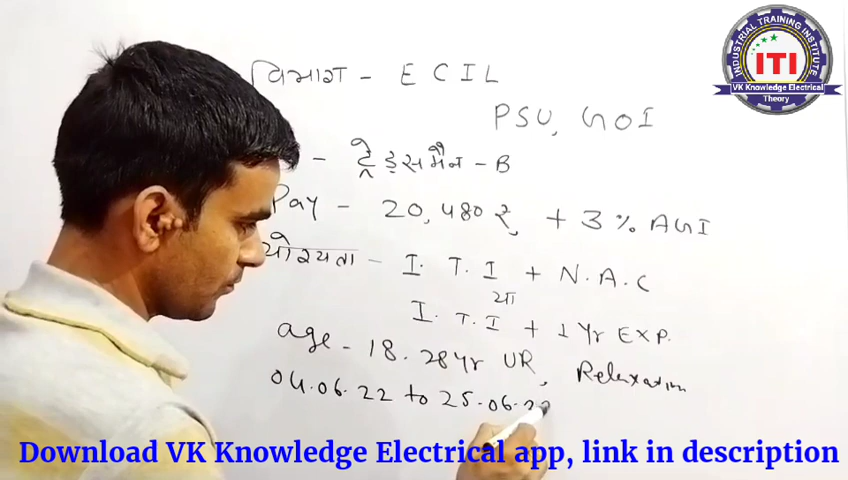 विभाग - ECIL
PSU, GOI
- ट्रेड्समैन - B
Pay - 20,480 ₹, + 3 % AGI
योग्यता - I. T. I + N. A. C
या
I. T. I + 1 Yr EXP.
age - 18. 28 Yr UR, Relaxation
04.06.22 to 25.06.22
INDUSTRIAL TRAINING INSTITUTE
ITI
VK Knowledge Electrical
Theory
Download VK Knowledge Electrical app, link in description